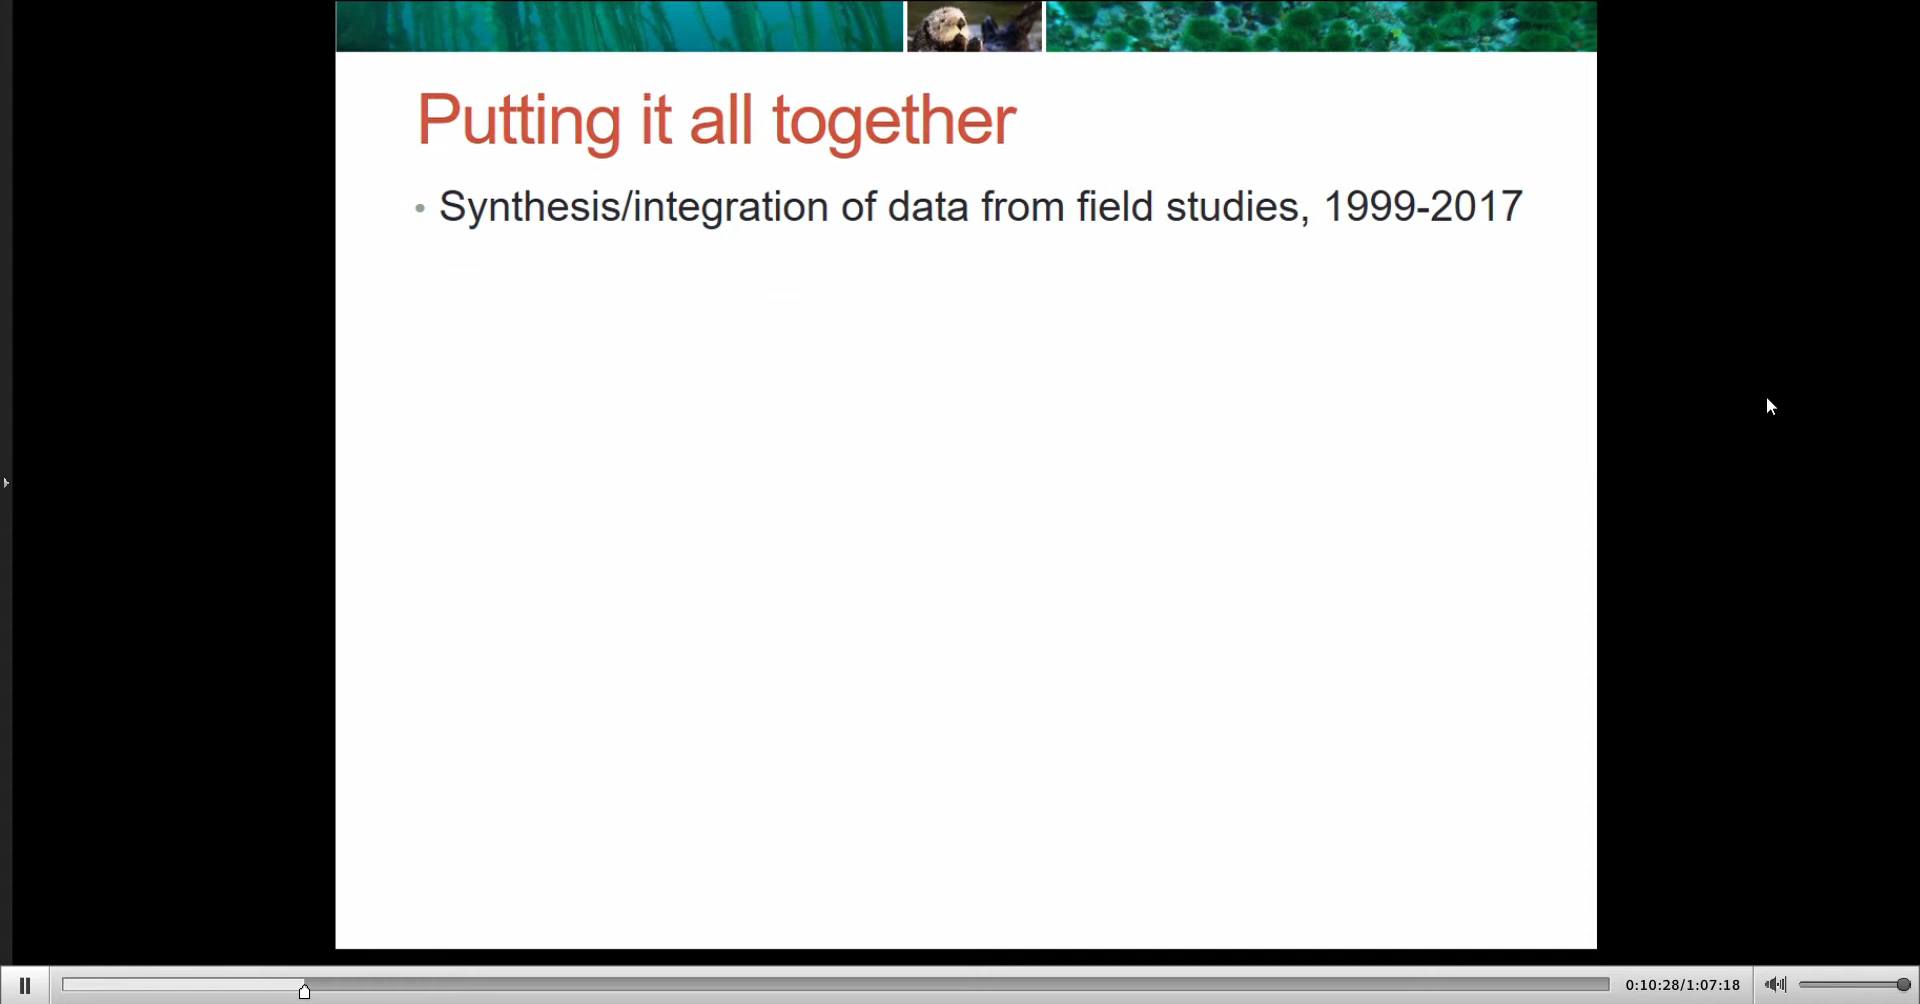 Putting it all together
• Synthesis/integration of data from field studies, 1999-2017
0:10:28/1:07:18